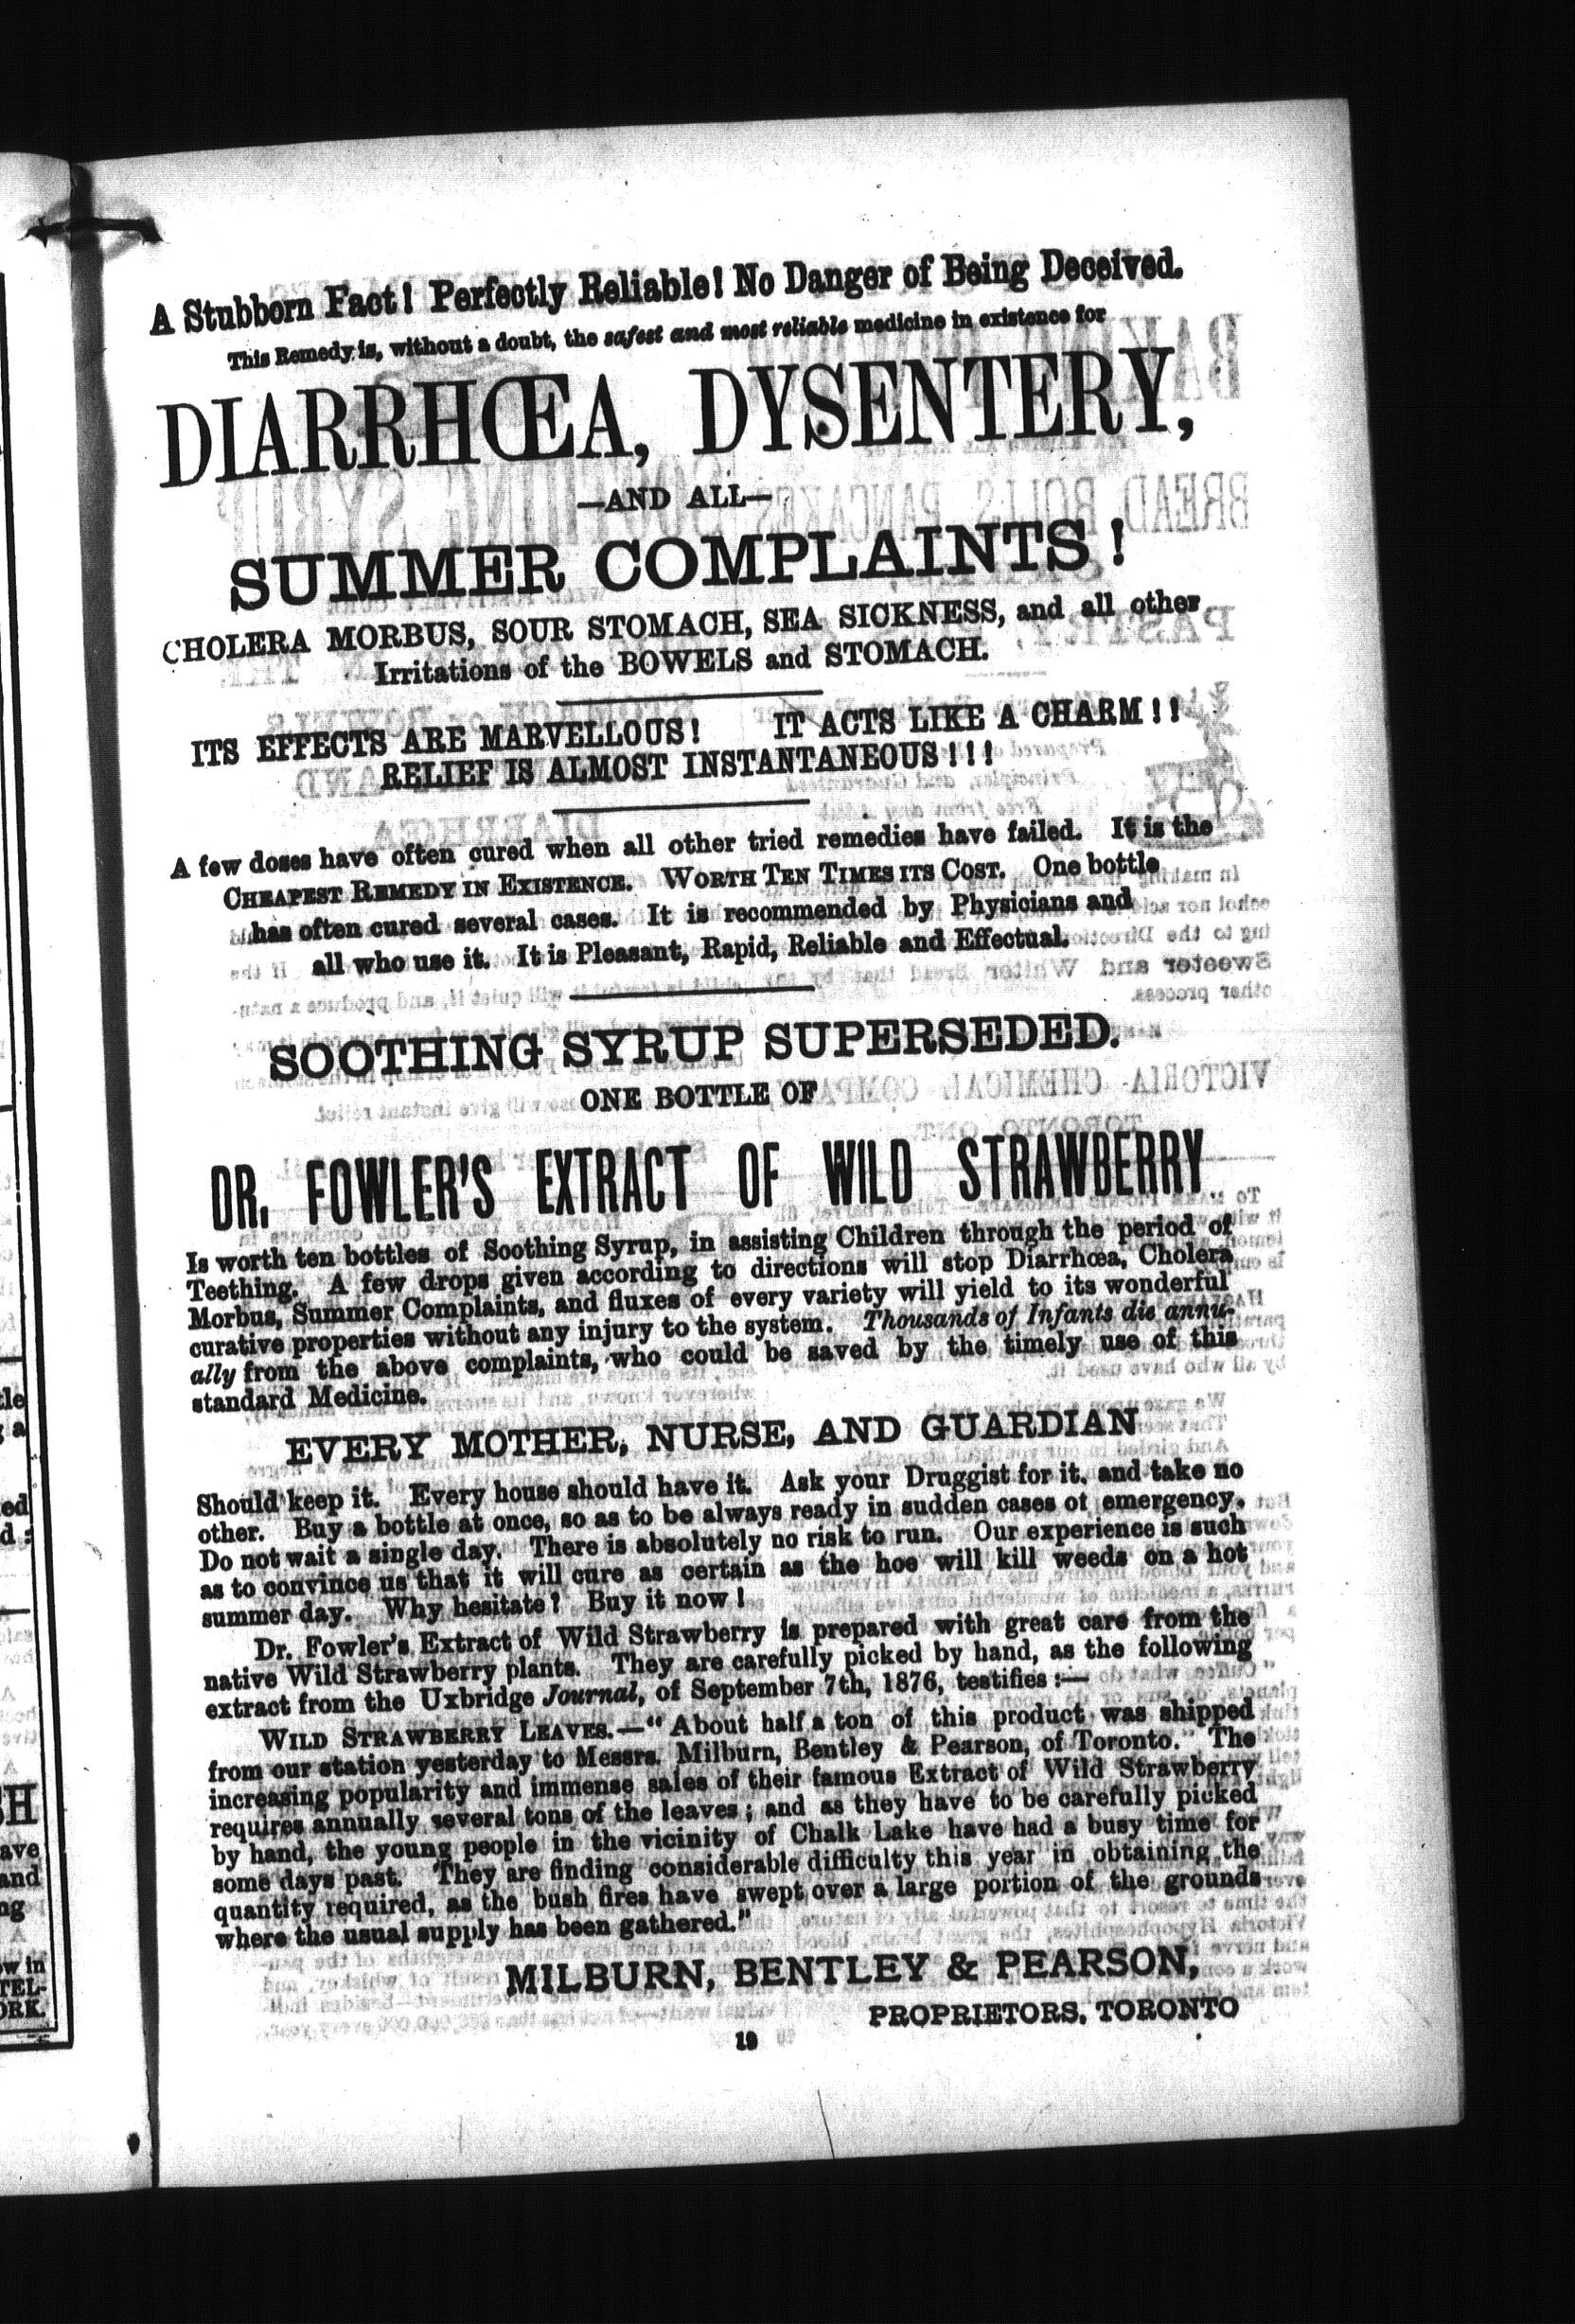 A Stubborn Fact! Perfectly Reliable! No Danger of Being Deceived.
This Remedy is, without a doubt, the safest and most reliable medicine in existence for
DIARRHŒA, DYSENTERY,
—AND ALL—
SUMMER COMPLAINTS!
CHOLERA MORBUS, SOUR STOMACH, SEA SICKNESS, and all other
Irritations of the BOWELS and STOMACH.
ITS EFFECTS ARE MARVELLOUS! IT ACTS LIKE A CHARM!!
RELIEF IS ALMOST INSTANTANEOUS!!!
A few doses have often cured when all other tried remedies have failed. It is the
CHEAPEST REMEDY IN EXISTENCE. WORTH TEN TIMES ITS COST. One bottle
has often cured several cases. It is recommended by Physicians and
all who use it. It is Pleasant, Rapid, Reliable and Effectual.
SOOTHING SYRUP SUPERSEDED.
ONE BOTTLE OF
DR. FOWLER'S EXTRACT OF WILD STRAWBERRY
Is worth ten bottles of Soothing Syrup, in assisting Children through the period of
Teething. A few drops given according to directions will stop Diarrhœa, Cholera
Morbus, Summer Complaints, and fluxes of every variety will yield to its wonderful
curative properties without any injury to the system. Thousands of Infants die annu-
ally from the above complaints, who could be saved by the timely use of this
standard Medicine.
EVERY MOTHER, NURSE, AND GUARDIAN
Should keep it. Every house should have it. Ask your Druggist for it, and take no
other. Buy a bottle at once, so as to be always ready in sudden cases of emergency.
Do not wait a single day. There is absolutely no risk to run. Our experience is such
as to convince us that it will cure as certain as the hoe will kill weeds on a hot
summer day. Why hesitate? Buy it now!
Dr. Fowler's Extract of Wild Strawberry is prepared with great care from the
native Wild Strawberry plants. They are carefully picked by hand, as the following
extract from the Uxbridge Journal, of September 7th, 1876, testifies:—
WILD STRAWBERRY LEAVES.—"About half a ton of this product was shipped
from our station yesterday to Messrs. Milburn, Bentley & Pearson, of Toronto." The
increasing popularity and immense sales of their famous Extract of Wild Strawberry
requires annually several tons of the leaves; and as they have to be carefully picked
by hand, the young people in the vicinity of Chalk Lake have had a busy time for
some days past. They are finding considerable difficulty this year in obtaining the
quantity required, as the bush fires have swept over a large portion of the grounds
where the usual supply has been gathered."
MILBURN, BENTLEY & PEARSON,
PROPRIETORS, TORONTO
19